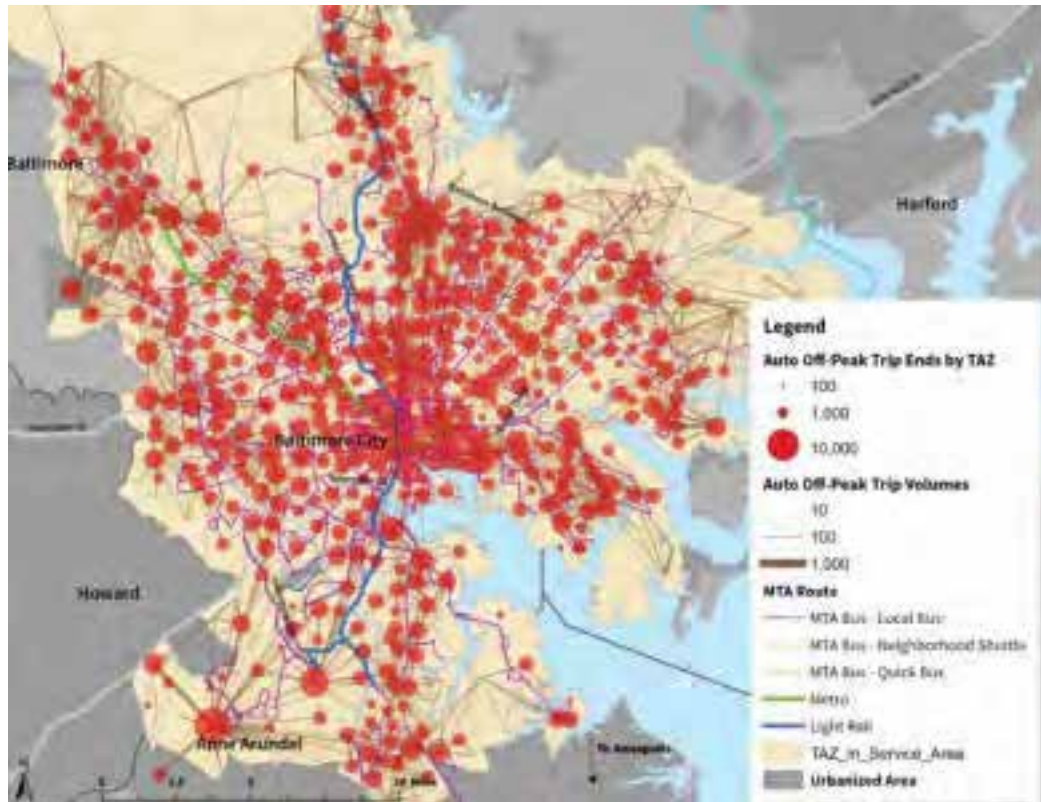 Baltimore
Harford
Baltimore City
Howard
Anne Arundel
To Annapolis
10 Miles
Legend
Auto Off-Peak Trip Ends by TAZ
100
1,000
10,000
Auto Off-Peak Trip Volumes
10
100
1,000
MTA Route
MTA Bus - Local Bus
MTA Bus - Neighborhood Shuttle
MTA Bus - Quick Bus
Metro
Light Rail
TAZ_in_Service_Area
Urbanized Area